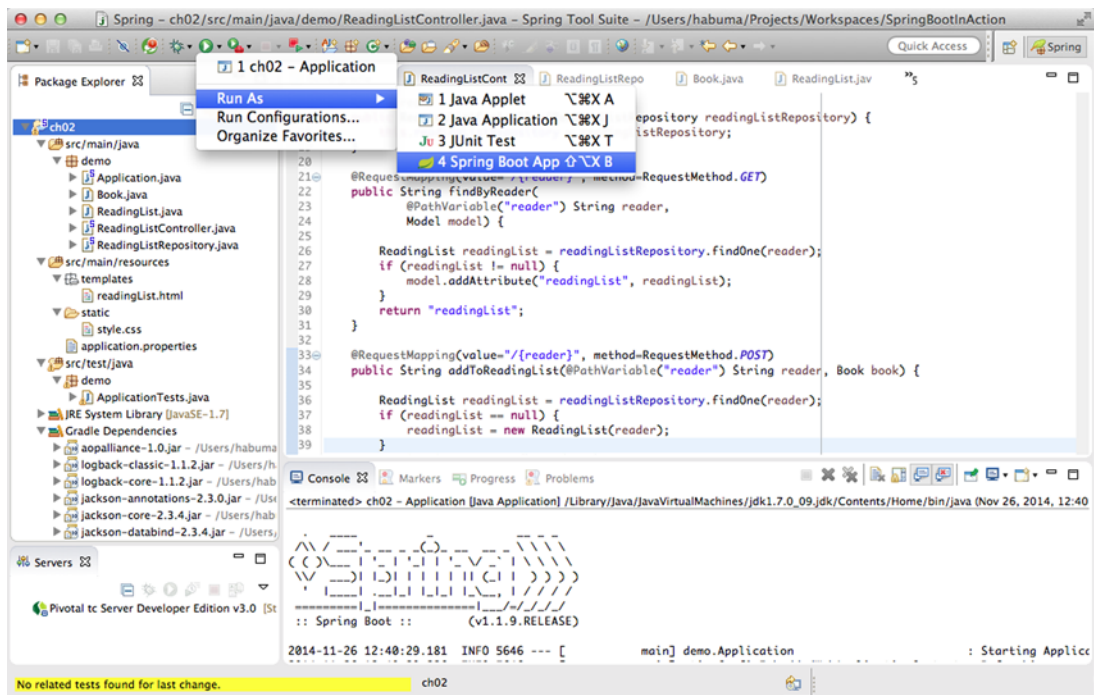 Spring – ch02/src/main/java/demo/ReadingListController.java – Spring Tool Suite – /Users/habuma/Projects/Workspaces/SpringBootInAction
Quick Access
Spring
1 ch02 – Application
Run As
Run Configurations...
Organize Favorites...
1 Java Applet ⌥⌘X A
2 Java Application ⌥⌘X J
3 JUnit Test ⌥⌘X T
4 Spring Boot App ⇧⌥X B
Package Explorer
ch02
src/main/java
demo
Application.java
Book.java
ReadingList.java
ReadingListController.java
ReadingListRepository.java
src/main/resources
templates
readingList.html
static
style.css
application.properties
src/test/java
demo
ApplicationTests.java
JRE System Library [JavaSE-1.7]
Gradle Dependencies
aopalliance-1.0.jar – /Users/habuma
logback-classic-1.1.2.jar – /Users/h
logback-core-1.1.2.jar – /Users/hab
jackson-annotations-2.3.0.jar – /Use
jackson-core-2.3.4.jar – /Users/hab
jackson-databind-2.3.4.jar – /Users/
Servers
Pivotal tc Server Developer Edition v3.0 [St
ReadingListCont
ReadingListRepo
Book.java
ReadingList.jav
»5
epository readingListRepository) {
istRepository;
20
21 @RequestMapping(value="/{reader}", method=RequestMethod.GET)
22 public String findByReader(
23 @PathVariable("reader") String reader,
24 Model model) {
25
26 ReadingList readingList = readingListRepository.findOne(reader);
27 if (readingList != null) {
28 model.addAttribute("readingList", readingList);
29 }
30 return "readingList";
31 }
32
33 @RequestMapping(value="/{reader}", method=RequestMethod.POST)
34 public String addToReadingList(@PathVariable("reader") String reader, Book book) {
35
36 ReadingList readingList = readingListRepository.findOne(reader);
37 if (readingList == null) {
38 readingList = new ReadingList(reader);
39 }
Console
Markers
Progress
Problems
<terminated> ch02 – Application [Java Application] /Library/Java/JavaVirtualMachines/jdk1.7.0_09.jdk/Contents/Home/bin/java (Nov 26, 2014, 12:40
:: Spring Boot :: (v1.1.9.RELEASE)
2014-11-26 12:40:29.181 INFO 5646 --- [ main] demo.Application : Starting Applicc
No related tests found for last change.
ch02